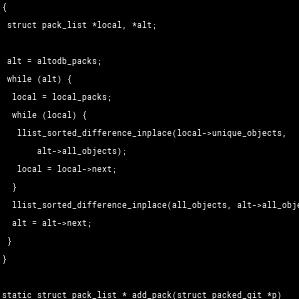 {
struct pack_list *local, *alt;
alt = altodb_packs;
while (alt) {
local = local_packs;
while (local) {
llist_sorted_difference_inplace(local->unique_objects,
alt->all_objects);
local = local->next;
}
llist_sorted_difference_inplace(all_objects, alt->all_obje
alt = alt->next;
}
}
static struct pack_list * add_pack(struct packed_git *p)